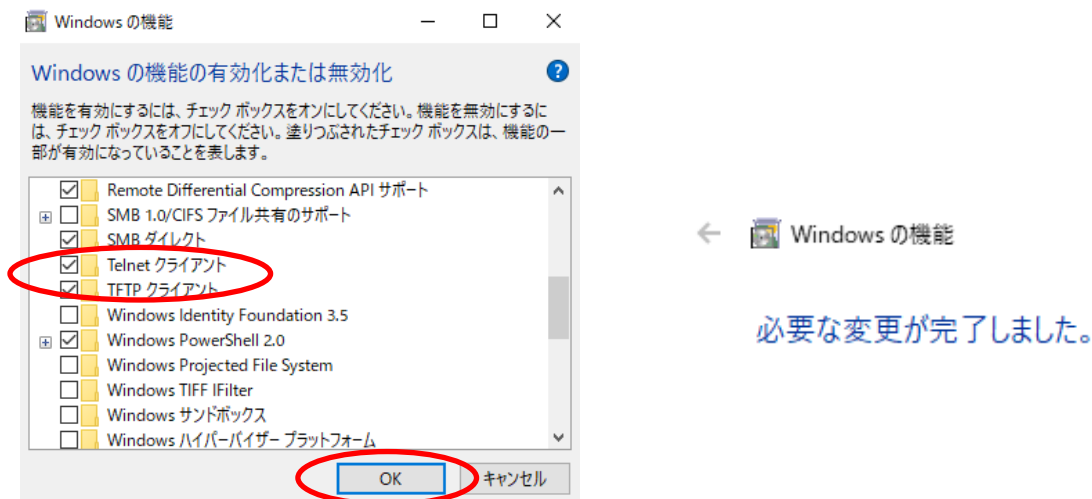 Windows の機能
Windows の機能の有効化または無効化
機能を有効にするには、チェック ボックスをオンにしてください。機能を無効にするに
は、チェック ボックスをオフにしてください。塗りつぶされたチェック ボックスは、機能の一
部が有効になっていることを表します。
Remote Differential Compression API サポート
SMB 1.0/CIFS ファイル共有のサポート
SMB ダイレクト
Telnet クライアント
TFTP クライアント
Windows Identity Foundation 3.5
Windows PowerShell 2.0
Windows Projected File System
Windows TIFF IFilter
Windows サンドボックス
Windows ハイパーバイザー プラットフォーム
OK
キャンセル
Windows の機能
必要な変更が完了しました。